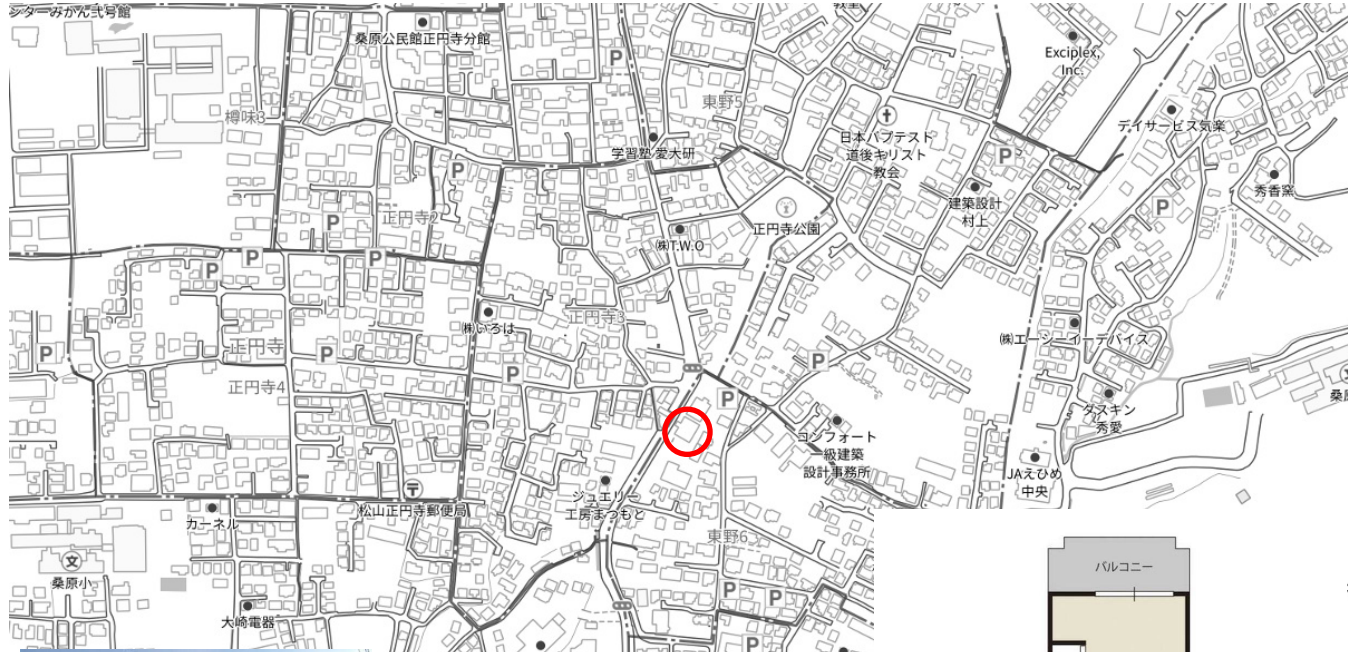 ンターみかん弐号館
桑原公民館正円寺分館
Exciplex,
Inc.
P
樽味3
東野5
学習塾 愛大研
日本バプテスト
道後キリスト
教会
P
デイサービス気楽
P
正円寺2
P
建築設計
村上
秀香窯
P
㈱T.W.O
正円寺公園
P
P
P
㈱いろは
正円寺3
㈱エーシーイーデバイス
P
正円寺
P
正円寺4
P
P
P
ダスキン
秀愛
桑原
コンフォート
一級建築
設計事務所
JAえひめ
中央
松山正円寺郵便局
ジュエリー
工房まつもと
カーネル
東野6
文
桑原小
大崎電器
P
P
P
バルコニー